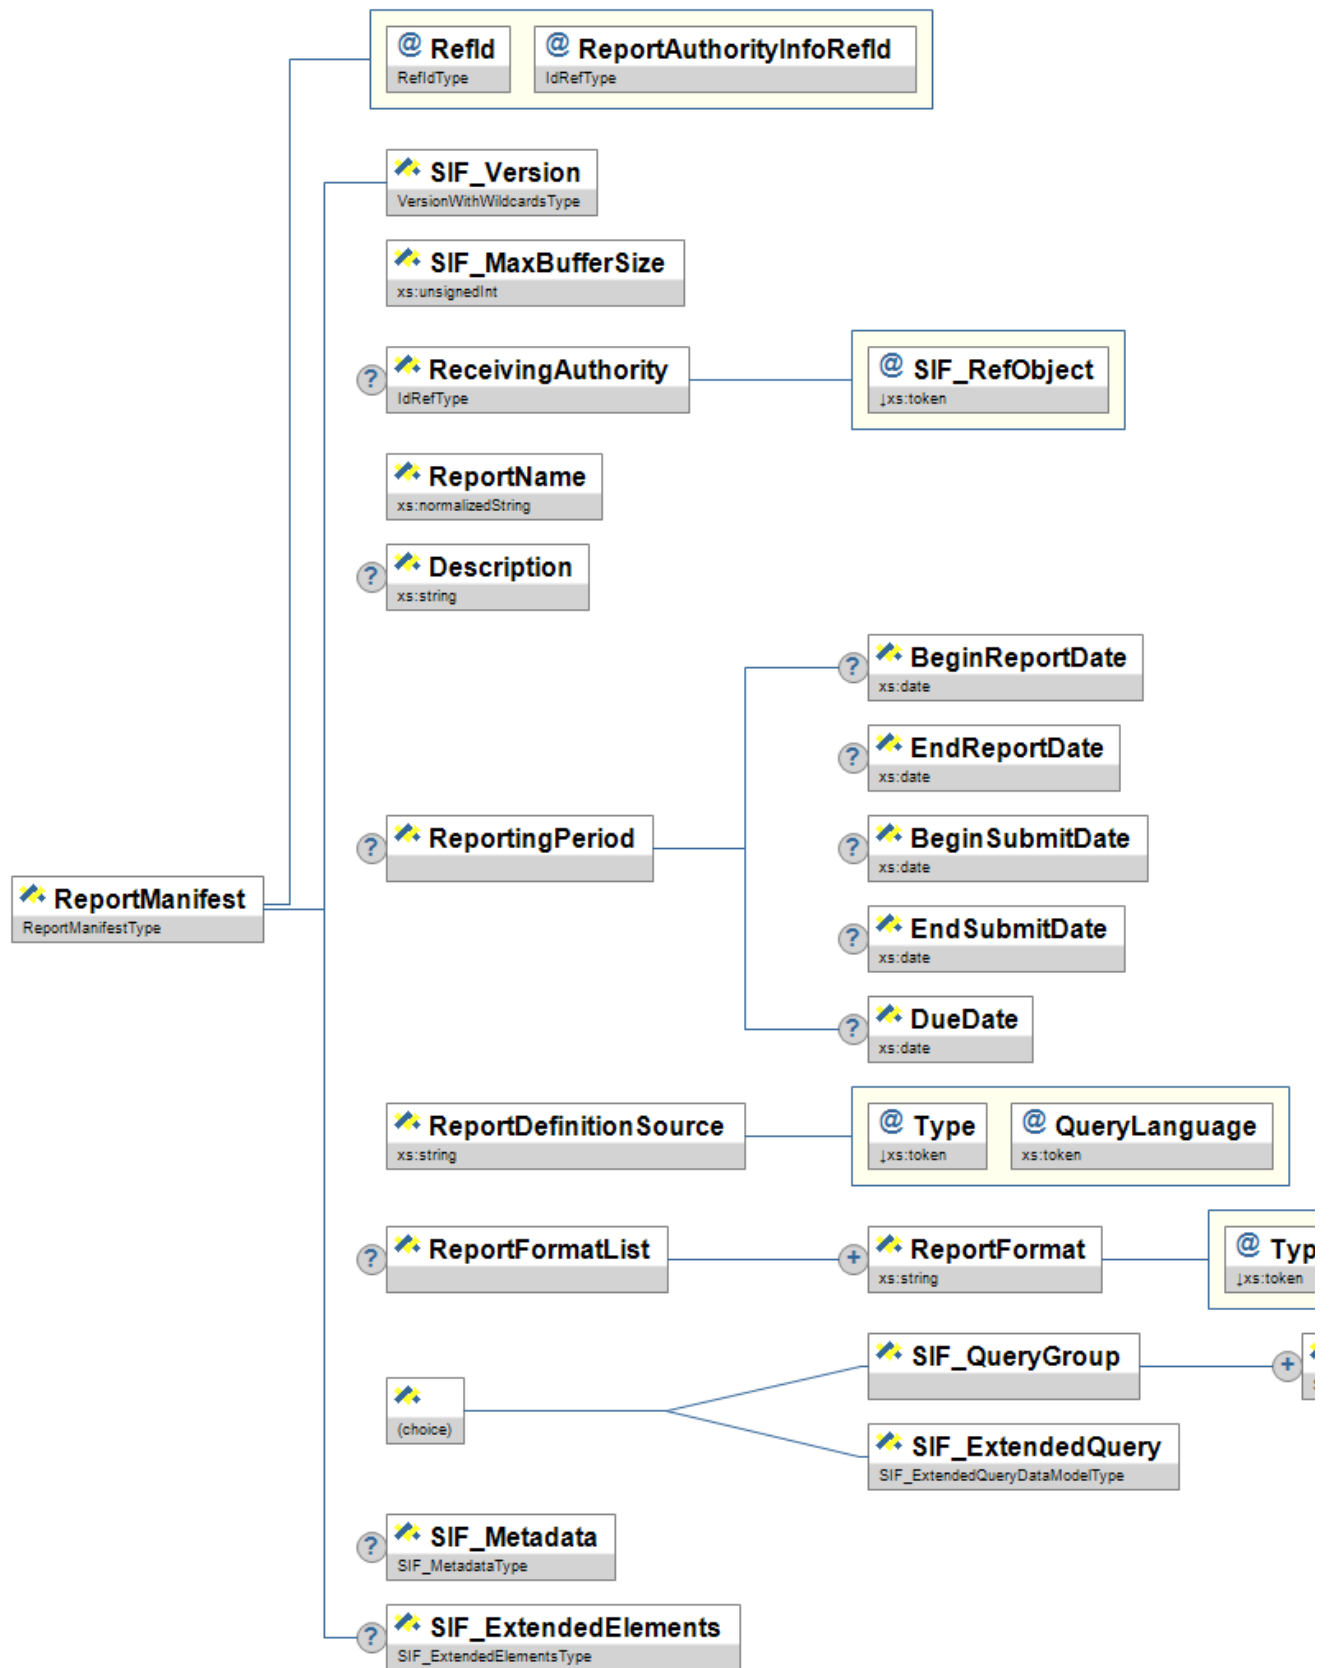 @ RefId
RefIdType
@ ReportAuthorityInfoRefId
IdRefType
SIF_Version
VersionWithWildcardsType
SIF_MaxBufferSize
xs:unsignedInt
? ReceivingAuthority
IdRefType
@ SIF_RefObject
↓xs:token
ReportName
xs:normalizedString
? Description
xs:string
? BeginReportDate
xs:date
? EndReportDate
xs:date
? ReportingPeriod
? BeginSubmitDate
xs:date
ReportManifest
ReportManifestType
? EndSubmitDate
xs:date
? DueDate
xs:date
ReportDefinitionSource
xs:string
@ Type
↓xs:token
@ QueryLanguage
xs:token
? ReportFormatList
+ ReportFormat
xs:string
@ Typ
↓xs:token
SIF_QueryGroup
+
(choice)
SIF_ExtendedQuery
SIF_ExtendedQueryDataModelType
? SIF_Metadata
SIF_MetadataType
? SIF_ExtendedElements
SIF_ExtendedElementsType